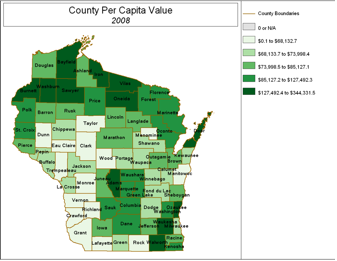 County Per Capita Value
2008
County Boundaries
0 or N/A
$0.1 to $68,132.7
$68,133.7 to $73,998.4
$73,998.5 to $85,127.1
$85,127.2 to $127,492.3
$127,492.4 to $344,331.5
Douglas
Bayfield
Ashland
Iron
Vilas
Florence
Burnett
Washburn
Sawyer
Oneida
Forest
Marinette
Polk
Barron
Rusk
Price
Lincoln
Langlade
Taylor
St. Croix
Dunn
Chippewa
Marathon
Menominee
Shawano
Door
Pierce
Pepin
Eau Claire
Clark
Buffalo
Trempealeau
Jackson
Wood
Portage
Waupaca
Outagamie
Brown
Kewaunee
La Crosse
Monroe
Juneau
Adams
Waushara
Winnebago
Calumet
Manitowoc
Marquette
Green Lake
Fond du Lac
Sheboygan
Vernon
Richland
Sauk
Columbia
Dodge
Washington
Crawford
Grant
Iowa
Dane
Jefferson
Waukesha
Milwaukee
Lafayette
Green
Rock
Walworth
Racine
Kenosha